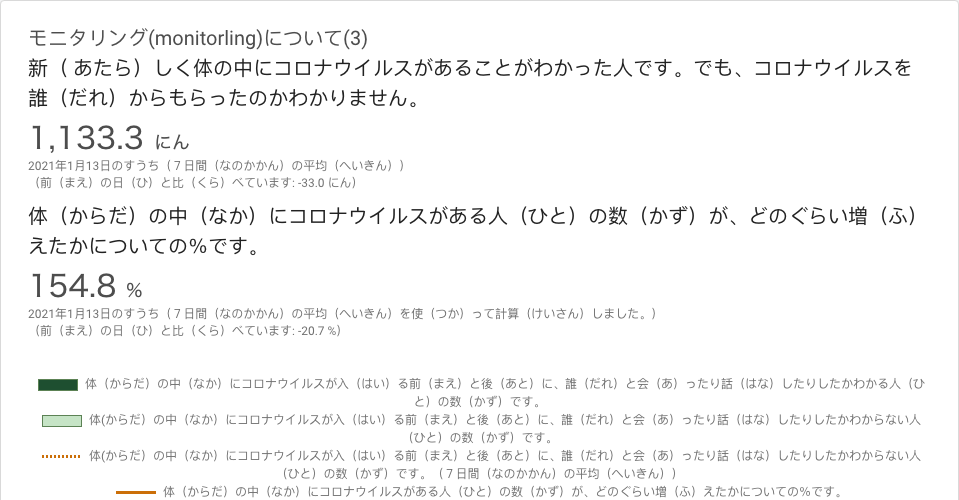 モニタリング(monitorling)について(3)
新（ あたら）しく体の中にコロナウイルスがあることがわかった人です。でも、コロナウイルスを
誰（だれ）からもらったのかわかりません。
1,133.3 にん
2021年1月13日のすうち（７日間（なのかかん）の平均（へいきん））
（前（まえ）の日（ひ）と比（くら）べています: -33.0 にん）
体（からだ）の中（なか）にコロナウイルスがある人（ひと）の数（かず）が、どのぐらい増（ふ）
えたかについての%です。
154.8 %
2021年1月13日のすうち（７日間（なのかかん）の平均（へいきん）を使（つか）って計算（けいさん）しました。）
（前（まえ）の日（ひ）と比（くら）べています: -20.7 %）
体（からだ）の中（なか）にコロナウイルスが入（はい）る前（まえ）と後（あと）に、誰（だれ）と会（あ）ったり話（はな）したりしたかわかる人（ひ
と）の数（かず）です。
体(からだ）の中（なか）にコロナウイルスが入（はい）る前（まえ）と後（あと）に、誰（だれ）と会（あ）ったり話（はな）したりしたかわからない人
（ひと）の数（かず）です。
体(からだ）の中（なか）にコロナウイルスが入（はい）る前（まえ）と後（あと）に、誰（だれ）と会（あ）ったり話（はな）したりしたかわからない人
（ひと）の数（かず）です。（７日間（なのかかん）の平均（へいきん））
体（からだ）の中（なか）にコロナウイルスがある人（ひと）の数（かず）が、どのぐらい増（ふ）えたかについての%です。